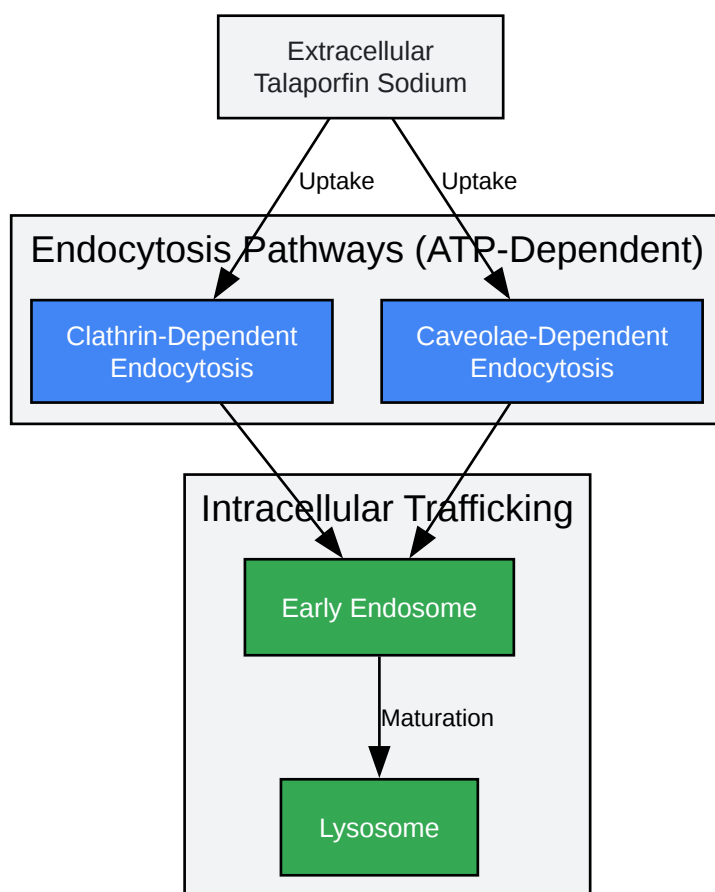 Extracellular
Talaporfin Sodium
Uptake
Uptake
Endocytosis Pathways (ATP-Dependent)
Clathrin-Dependent
Endocytosis
Caveolae-Dependent
Endocytosis
Intracellular Trafficking
Early Endosome
Maturation
Lysosome